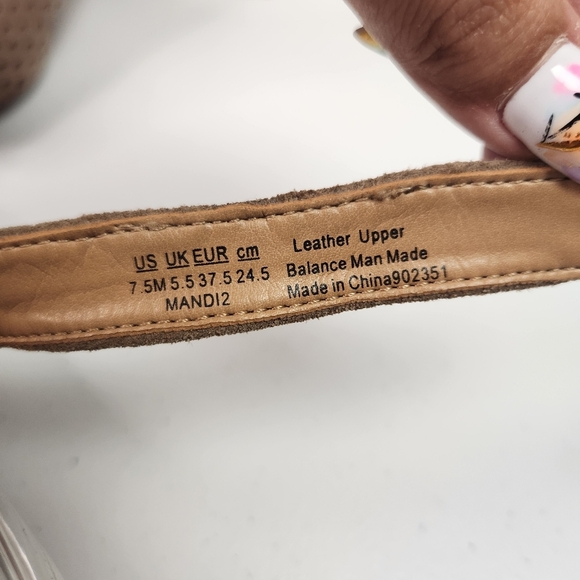 US UK EUR cm
7.5M 5.5 37.5 24.5
MANDI2
Leather Upper
Balance Man Made
Made in China902351